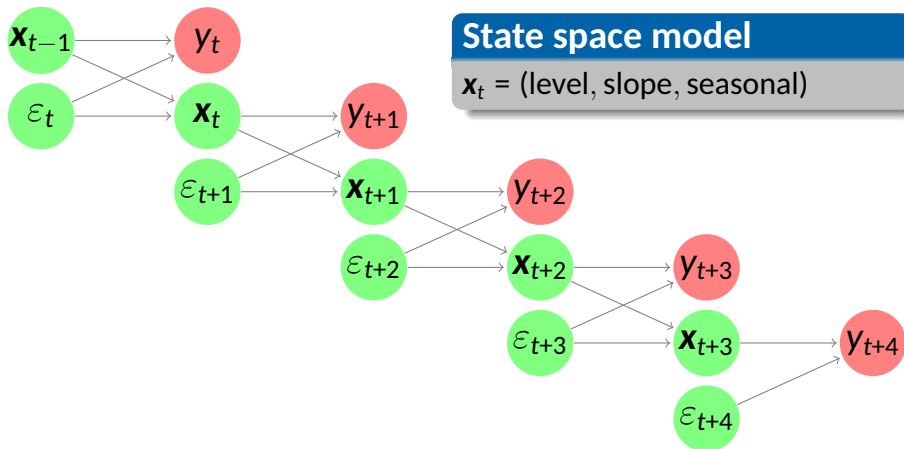 State space model
xₜ = (level, slope, seasonal)
xₜ₋₁
yₜ
εₜ
xₜ
yₜ₊₁
εₜ₊₁
xₜ₊₁
yₜ₊₂
εₜ₊₂
xₜ₊₂
yₜ₊₃
εₜ₊₃
xₜ₊₃
yₜ₊₄
εₜ₊₄